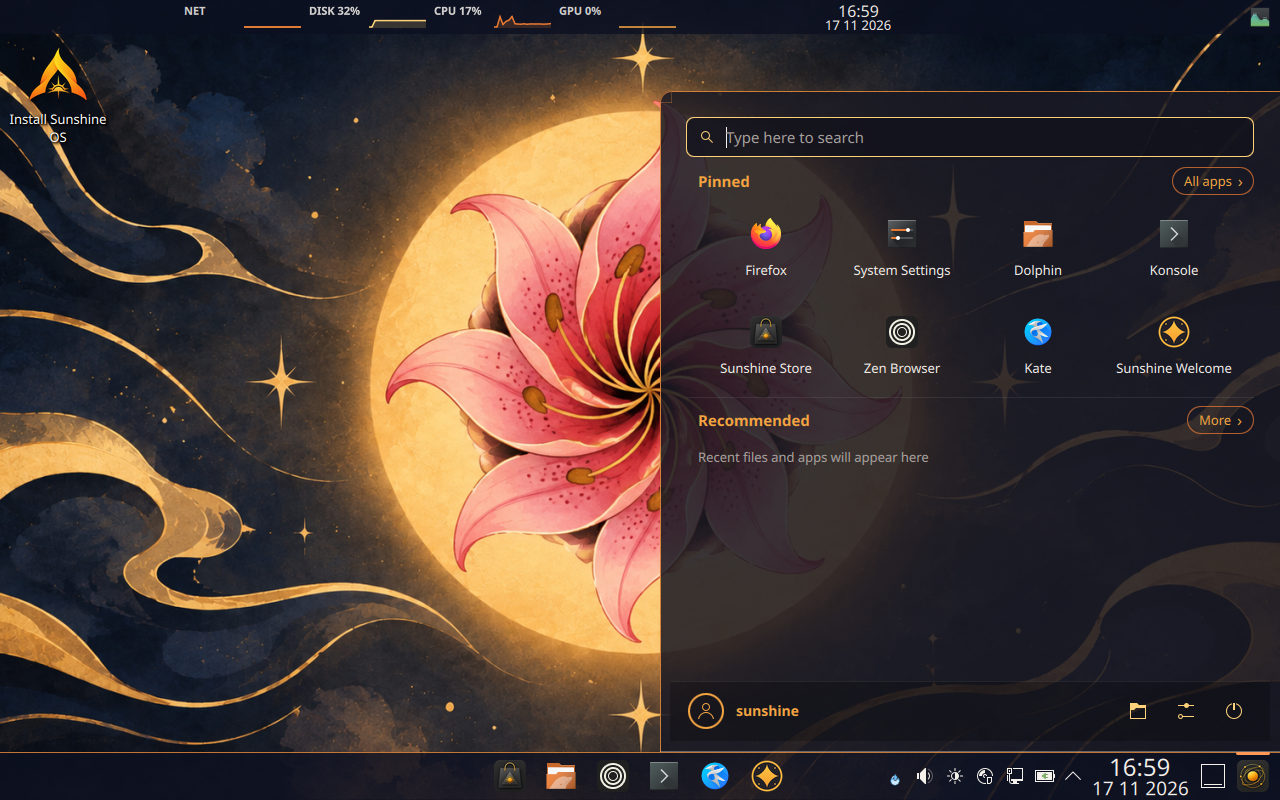 NET
DISK 32%
CPU 17%
GPU 0%
16:59
17 11 2026
Install Sunshine
OS
Type here to search
Pinned
All apps ›
Firefox
System Settings
Dolphin
Konsole
Sunshine Store
Zen Browser
Kate
Sunshine Welcome
Recommended
More ›
Recent files and apps will appear here
sunshine
16:59
17 11 2026